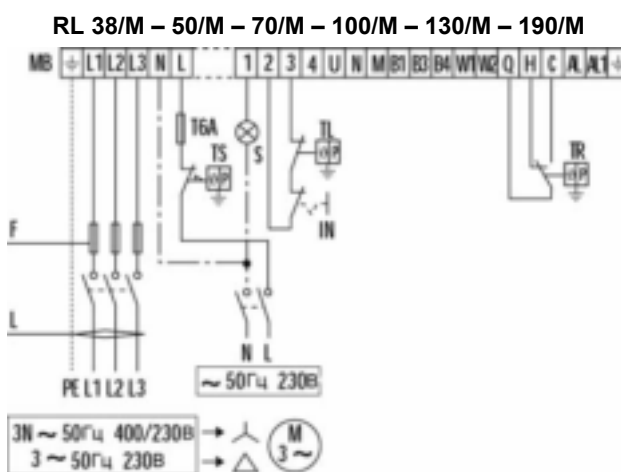 RL 38/M – 50/M – 70/M – 100/M – 130/M – 190/M
MB L1 L2 L3 N L 1 2 3 4 U N M B1 B3 B4 W1 W2 Q H C AL AL1
T6A
TS
S
TL
P
IN
TR
F
L
PE L1 L2 L3
N L
~ 50Гц 230В
3N ~ 50Гц 400/230В
3 ~ 50Гц 230В
M
3~